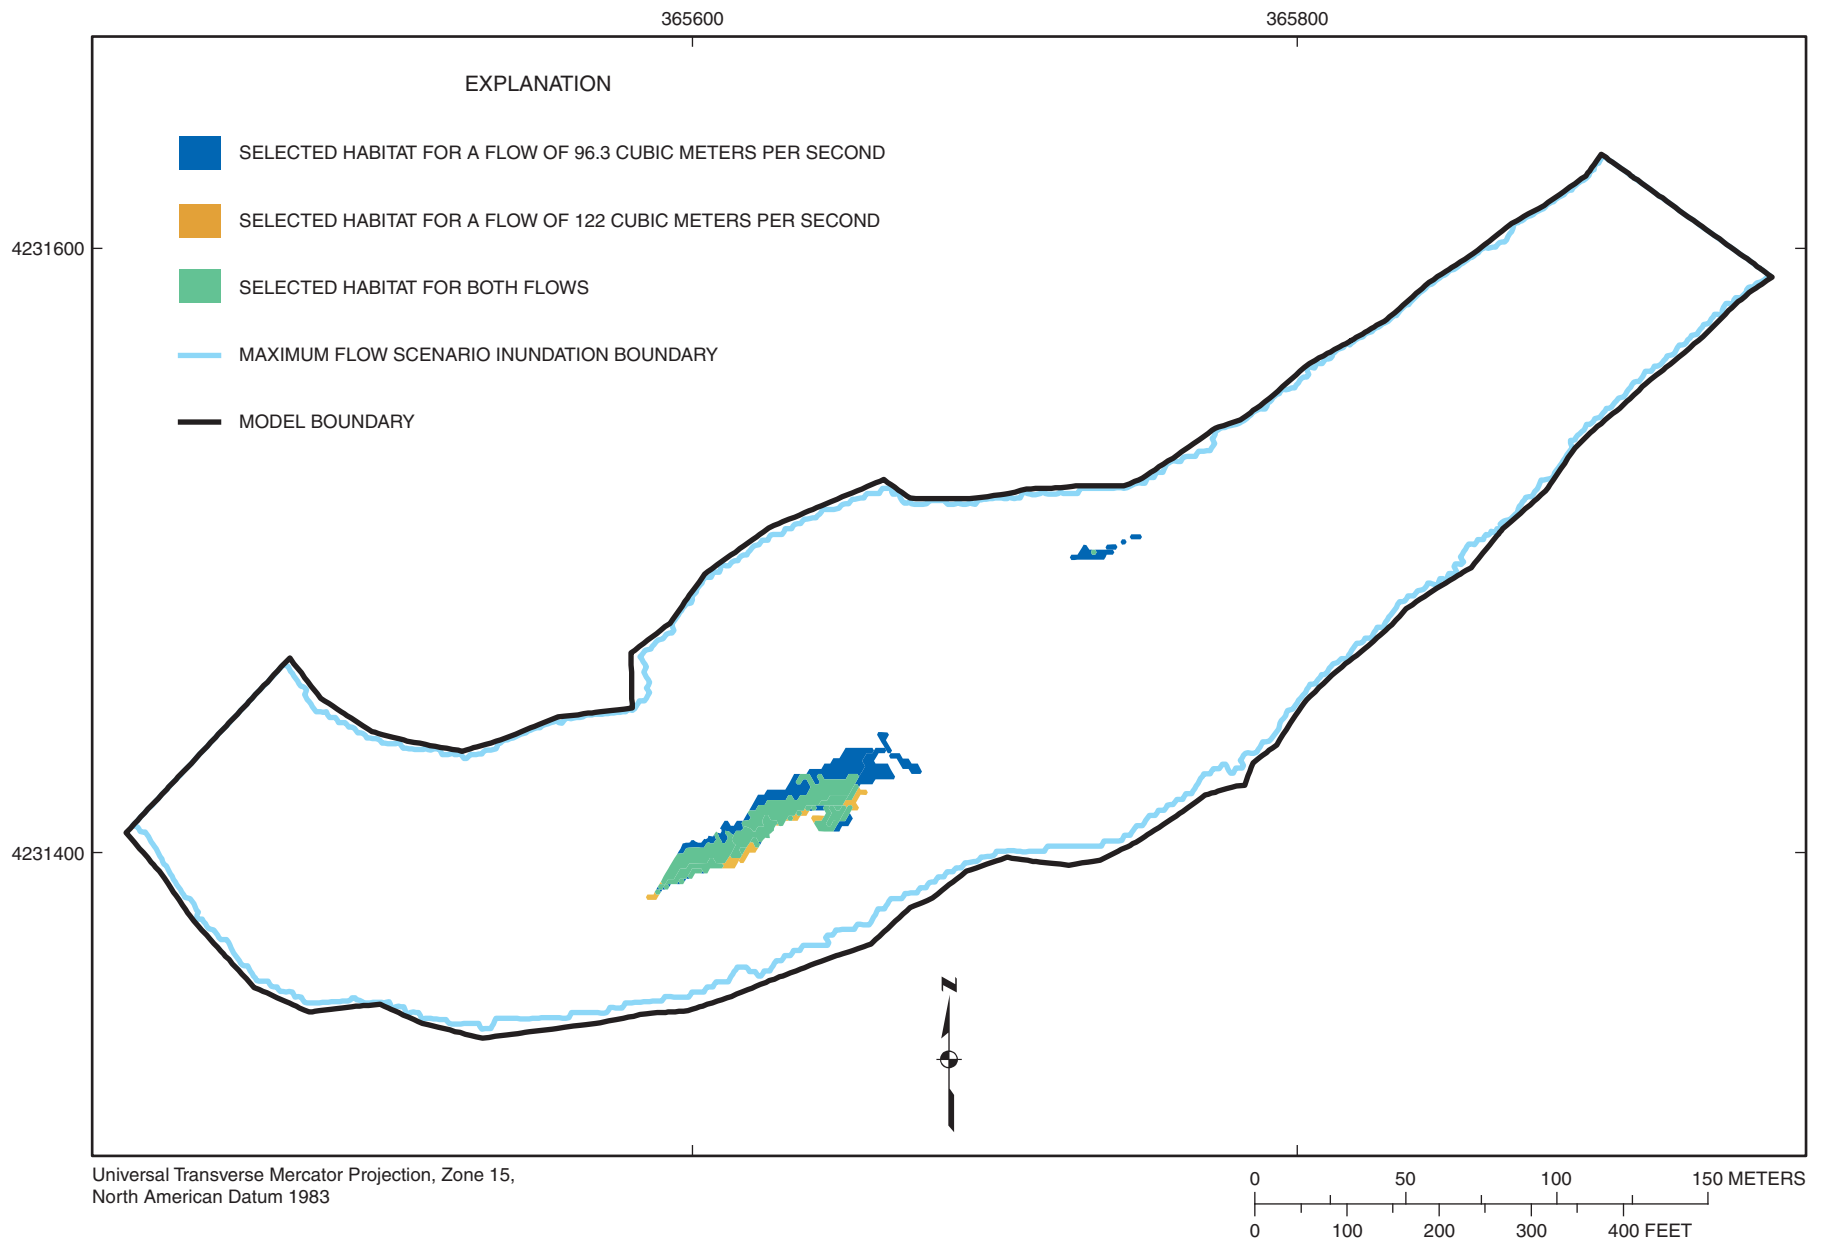 365600 365800
EXPLANATION
SELECTED HABITAT FOR A FLOW OF 96.3 CUBIC METERS PER SECOND
SELECTED HABITAT FOR A FLOW OF 122 CUBIC METERS PER SECOND
4231600
SELECTED HABITAT FOR BOTH FLOWS
MAXIMUM FLOW SCENARIO INUNDATION BOUNDARY
MODEL BOUNDARY
4231400
N
Universal Transverse Mercator Projection, Zone 15,
North American Datum 1983
0 50 100 150 METERS
0 100 200 300 400 FEET